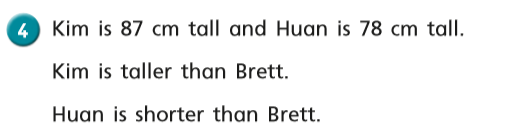 4 Kim is 87 cm tall and Huan is 78 cm tall.
Kim is taller than Brett.
Huan is shorter than Brett.